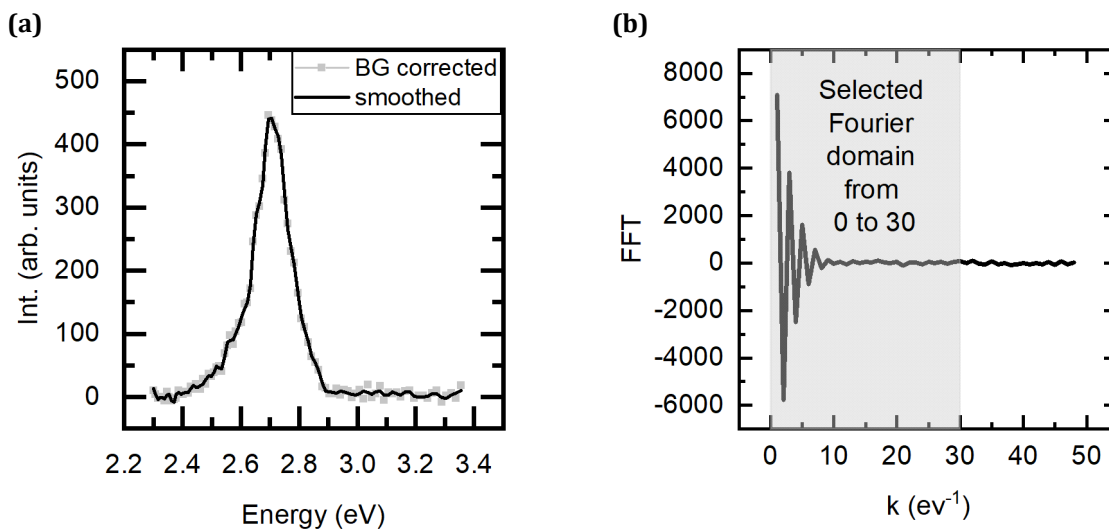 (a)
BG corrected
smoothed
500
400
300
200
100
0
Int. (arb. units)
2.2 2.4 2.6 2.8 3.0 3.2 3.4
Energy (eV)
(b)
8000
6000
4000
2000
0
-2000
-4000
-6000
FFT
Selected
Fourier
domain
from
0 to 30
0 10 20 30 40 50
k (ev⁻¹)